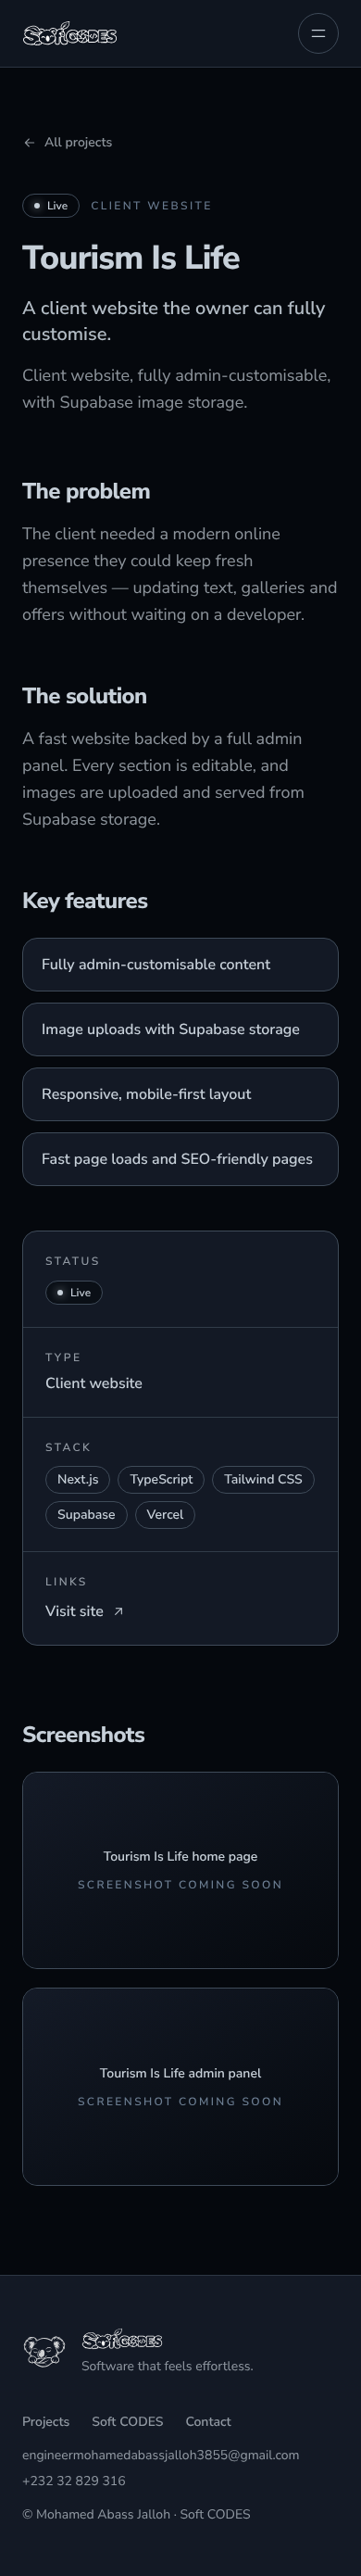 Soft CODES
← All projects
Live CLIENT WEBSITE
Tourism Is Life
A client website the owner can fully
customise.
Client website, fully admin-customisable,
with Supabase image storage.
The problem
The client needed a modern online
presence they could keep fresh
themselves — updating text, galleries and
offers without waiting on a developer.
The solution
A fast website backed by a full admin
panel. Every section is editable, and
images are uploaded and served from
Supabase storage.
Key features
Fully admin-customisable content
Image uploads with Supabase storage
Responsive, mobile-first layout
Fast page loads and SEO-friendly pages
STATUS
Live
TYPE
Client website
STACK
Next.js TypeScript Tailwind CSS
Supabase Vercel
LINKS
Visit site ↗
Screenshots
Tourism Is Life home page
SCREENSHOT COMING SOON
Tourism Is Life admin panel
SCREENSHOT COMING SOON
Soft CODES
Software that feels effortless.
Projects Soft CODES Contact
engineermohamedabassjalloh3855@gmail.com
+232 32 829 316
© Mohamed Abass Jalloh · Soft CODES